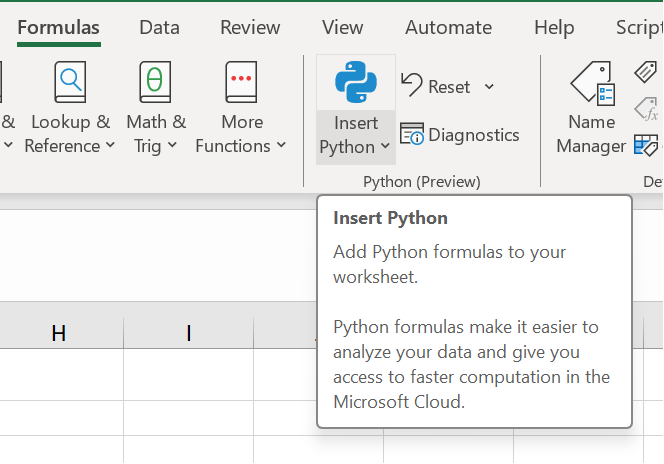 Formulas Data Review View Automate Help Script
& Lookup & Reference Math & Trig More Functions Insert Python Reset Diagnostics Name Manager
Python (Preview) De
Insert Python
Add Python formulas to your
worksheet.
Python formulas make it easier to
analyze your data and give you
access to faster computation in the
Microsoft Cloud.
H I